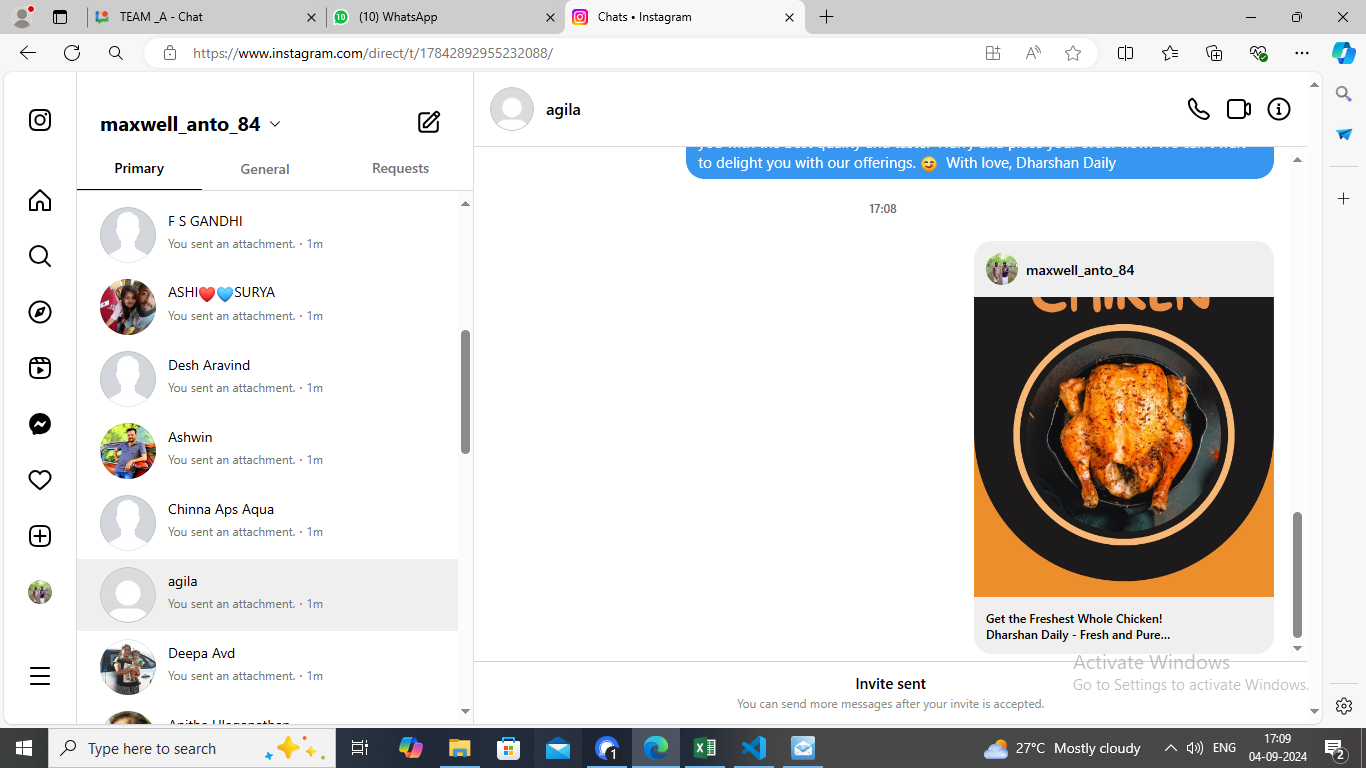 TEAM _A - Chat
(10) WhatsApp
Chats • Instagram
https://www.instagram.com/direct/t/17842892955232088/
maxwell_anto_84
Primary
General
Requests
F S GANDHI
You sent an attachment. · 1m
ASHI❤️🩵SURYA
You sent an attachment. · 1m
Desh Aravind
You sent an attachment. · 1m
Ashwin
You sent an attachment. · 1m
Chinna Aps Aqua
You sent an attachment. · 1m
agila
You sent an attachment. · 1m
Deepa Avd
You sent an attachment. · 1m
agila
to delight you with our offerings. 😋 With love, Dharshan Daily
17:08
maxwell_anto_84
Get the Freshest Whole Chicken!
Dharshan Daily - Fresh and Pure...
Invite sent
You can send more messages after your invite is accepted.
Activate Windows
Go to Settings to activate Windows.
Type here to search
27°C Mostly cloudy
ENG
17:09
04-09-2024
2